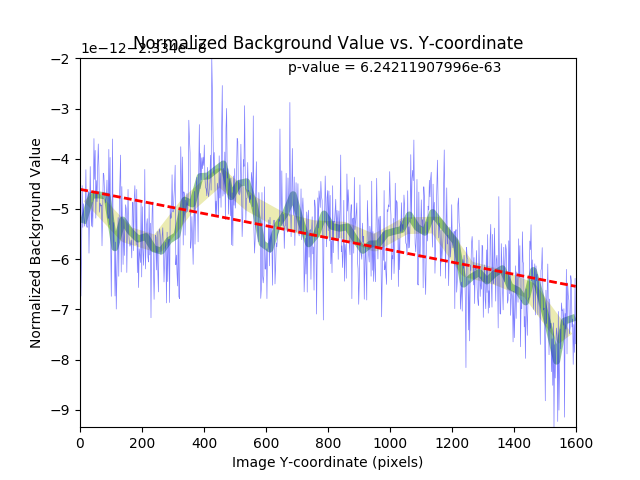 Normalized Background Value vs. Y-coordinate
1e−12−2.334e−6
p-value = 6.24211907996e-63
Normalized Background Value
−2
−3
−4
−5
−6
−7
−8
−9
0 200 400 600 800 1000 1200 1400 1600
Image Y-coordinate (pixels)